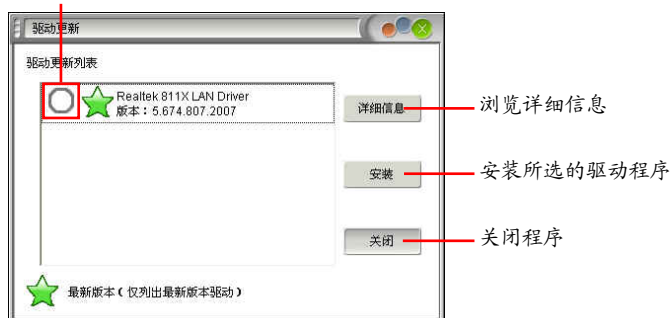 驱动更新
驱动更新列表
Realtek 811X LAN Driver
版本：5.674.807.2007
详细信息
浏览详细信息
安装
安装所选的驱动程序
关闭
关闭程序
最新版本（仅列出最新版本驱动）